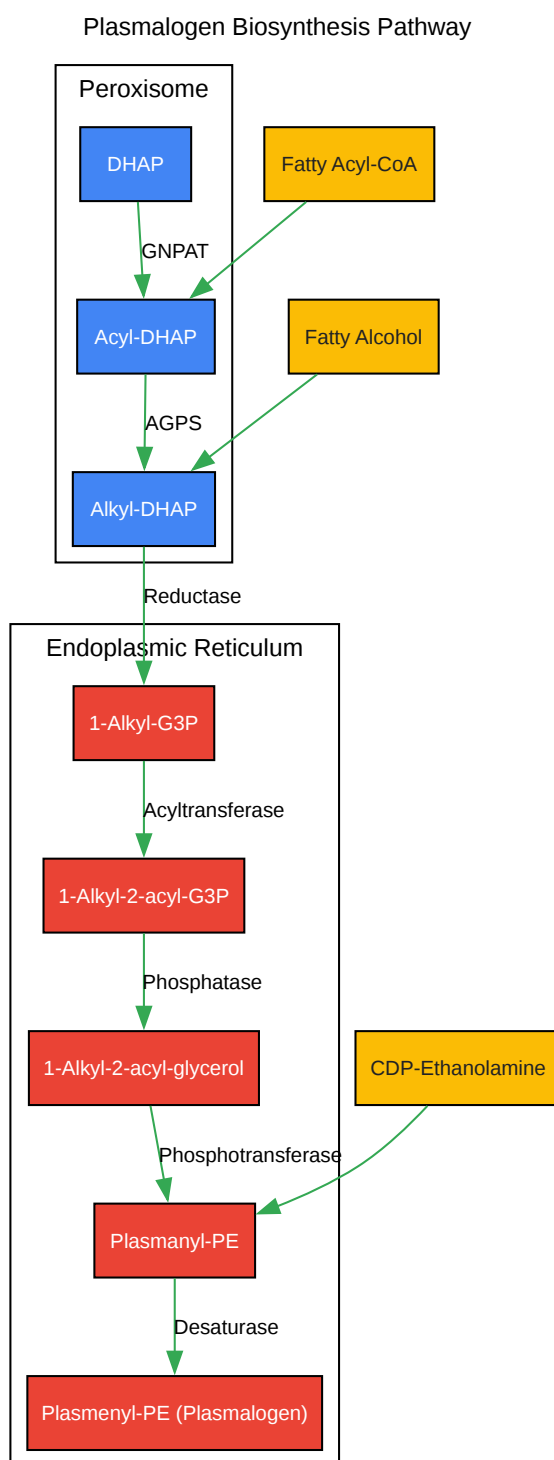 Plasmalogen Biosynthesis Pathway
Peroxisome
DHAP
Fatty Acyl-CoA
GNPAT
Acyl-DHAP
Fatty Alcohol
AGPS
Alkyl-DHAP
Reductase
Endoplasmic Reticulum
1-Alkyl-G3P
Acyltransferase
1-Alkyl-2-acyl-G3P
Phosphatase
1-Alkyl-2-acyl-glycerol
CDP-Ethanolamine
Phosphotransferase
Plasmanyl-PE
Desaturase
Plasmenyl-PE (Plasmalogen)